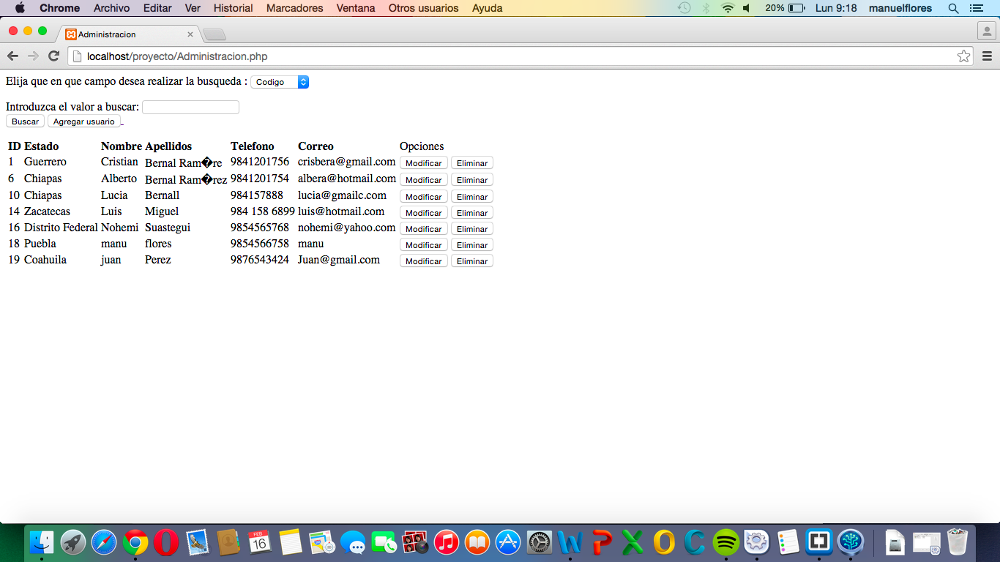 Chrome Archivo Editar Ver Historial Marcadores Ventana Otros usuarios Ayuda 20% Lun 9:18 manuelflores
Administracion
localhost/proyecto/Administracion.php
Elija que en que campo desea realizar la busqueda : Codigo
Introduzca el valor a buscar:
Buscar Agregar usuario
ID Estado Nombre Apellidos Telefono Correo Opciones
1 Guerrero Cristian Bernal Ram�re 9841201756 crisbera@gmail.com Modificar Eliminar
6 Chiapas Alberto Bernal Ram�rez 9841201754 albera@hotmail.com Modificar Eliminar
10 Chiapas Lucia Bernall 984157888 lucia@gmailc.com Modificar Eliminar
14 Zacatecas Luis Miguel 984 158 6899 luis@hotmail.com Modificar Eliminar
16 Distrito Federal Nohemi Suastegui 9854565768 nohemi@yahoo.com Modificar Eliminar
18 Puebla manu flores 9854566758 manu Modificar Eliminar
19 Coahuila juan Perez 9876543424 Juan@gmail.com Modificar Eliminar
FEB
16